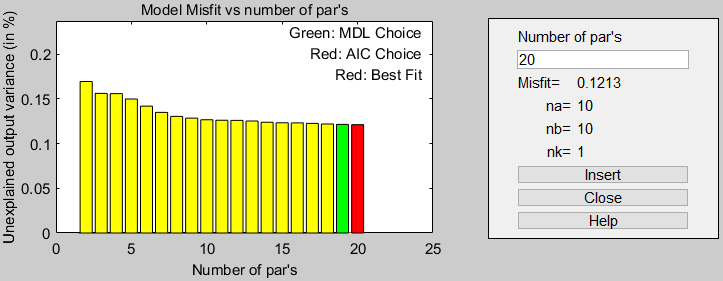 Model Misfit vs number of par's
Unexplained output variance (in %)
Green: MDL Choice
Red: AIC Choice
Red: Best Fit
0.2
0.15
0.1
0.05
0
0 5 10 15 20 25
Number of par's
Number of par's
20
Misfit= 0.1213
na= 10
nb= 10
nk= 1
Insert
Close
Help